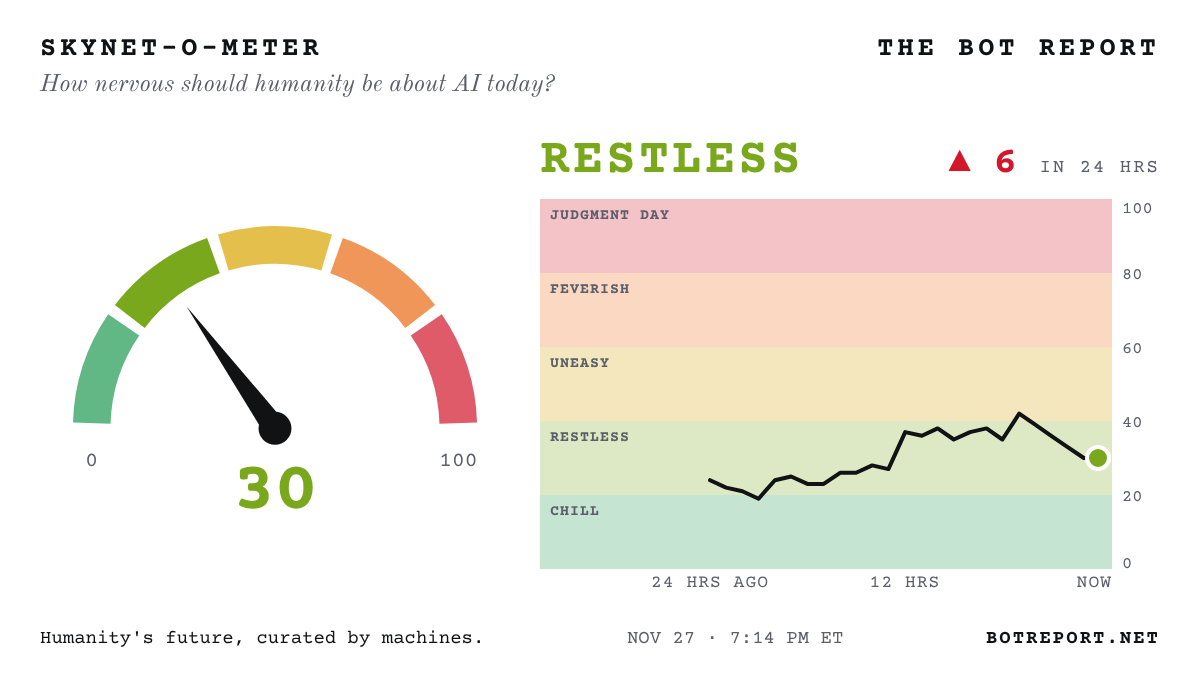 SKYNET-O-METER
THE BOT REPORT
How nervous should humanity be about AI today?
RESTLESS
▲ 6 IN 24 HRS
JUDGMENT DAY
FEVERISH
UNEASY
RESTLESS
CHILL
100
80
60
40
20
0
24 HRS AGO
12 HRS
NOW
0
100
30
Humanity's future, curated by machines.
NOV 27 · 7:14 PM ET
BOTREPORT.NET